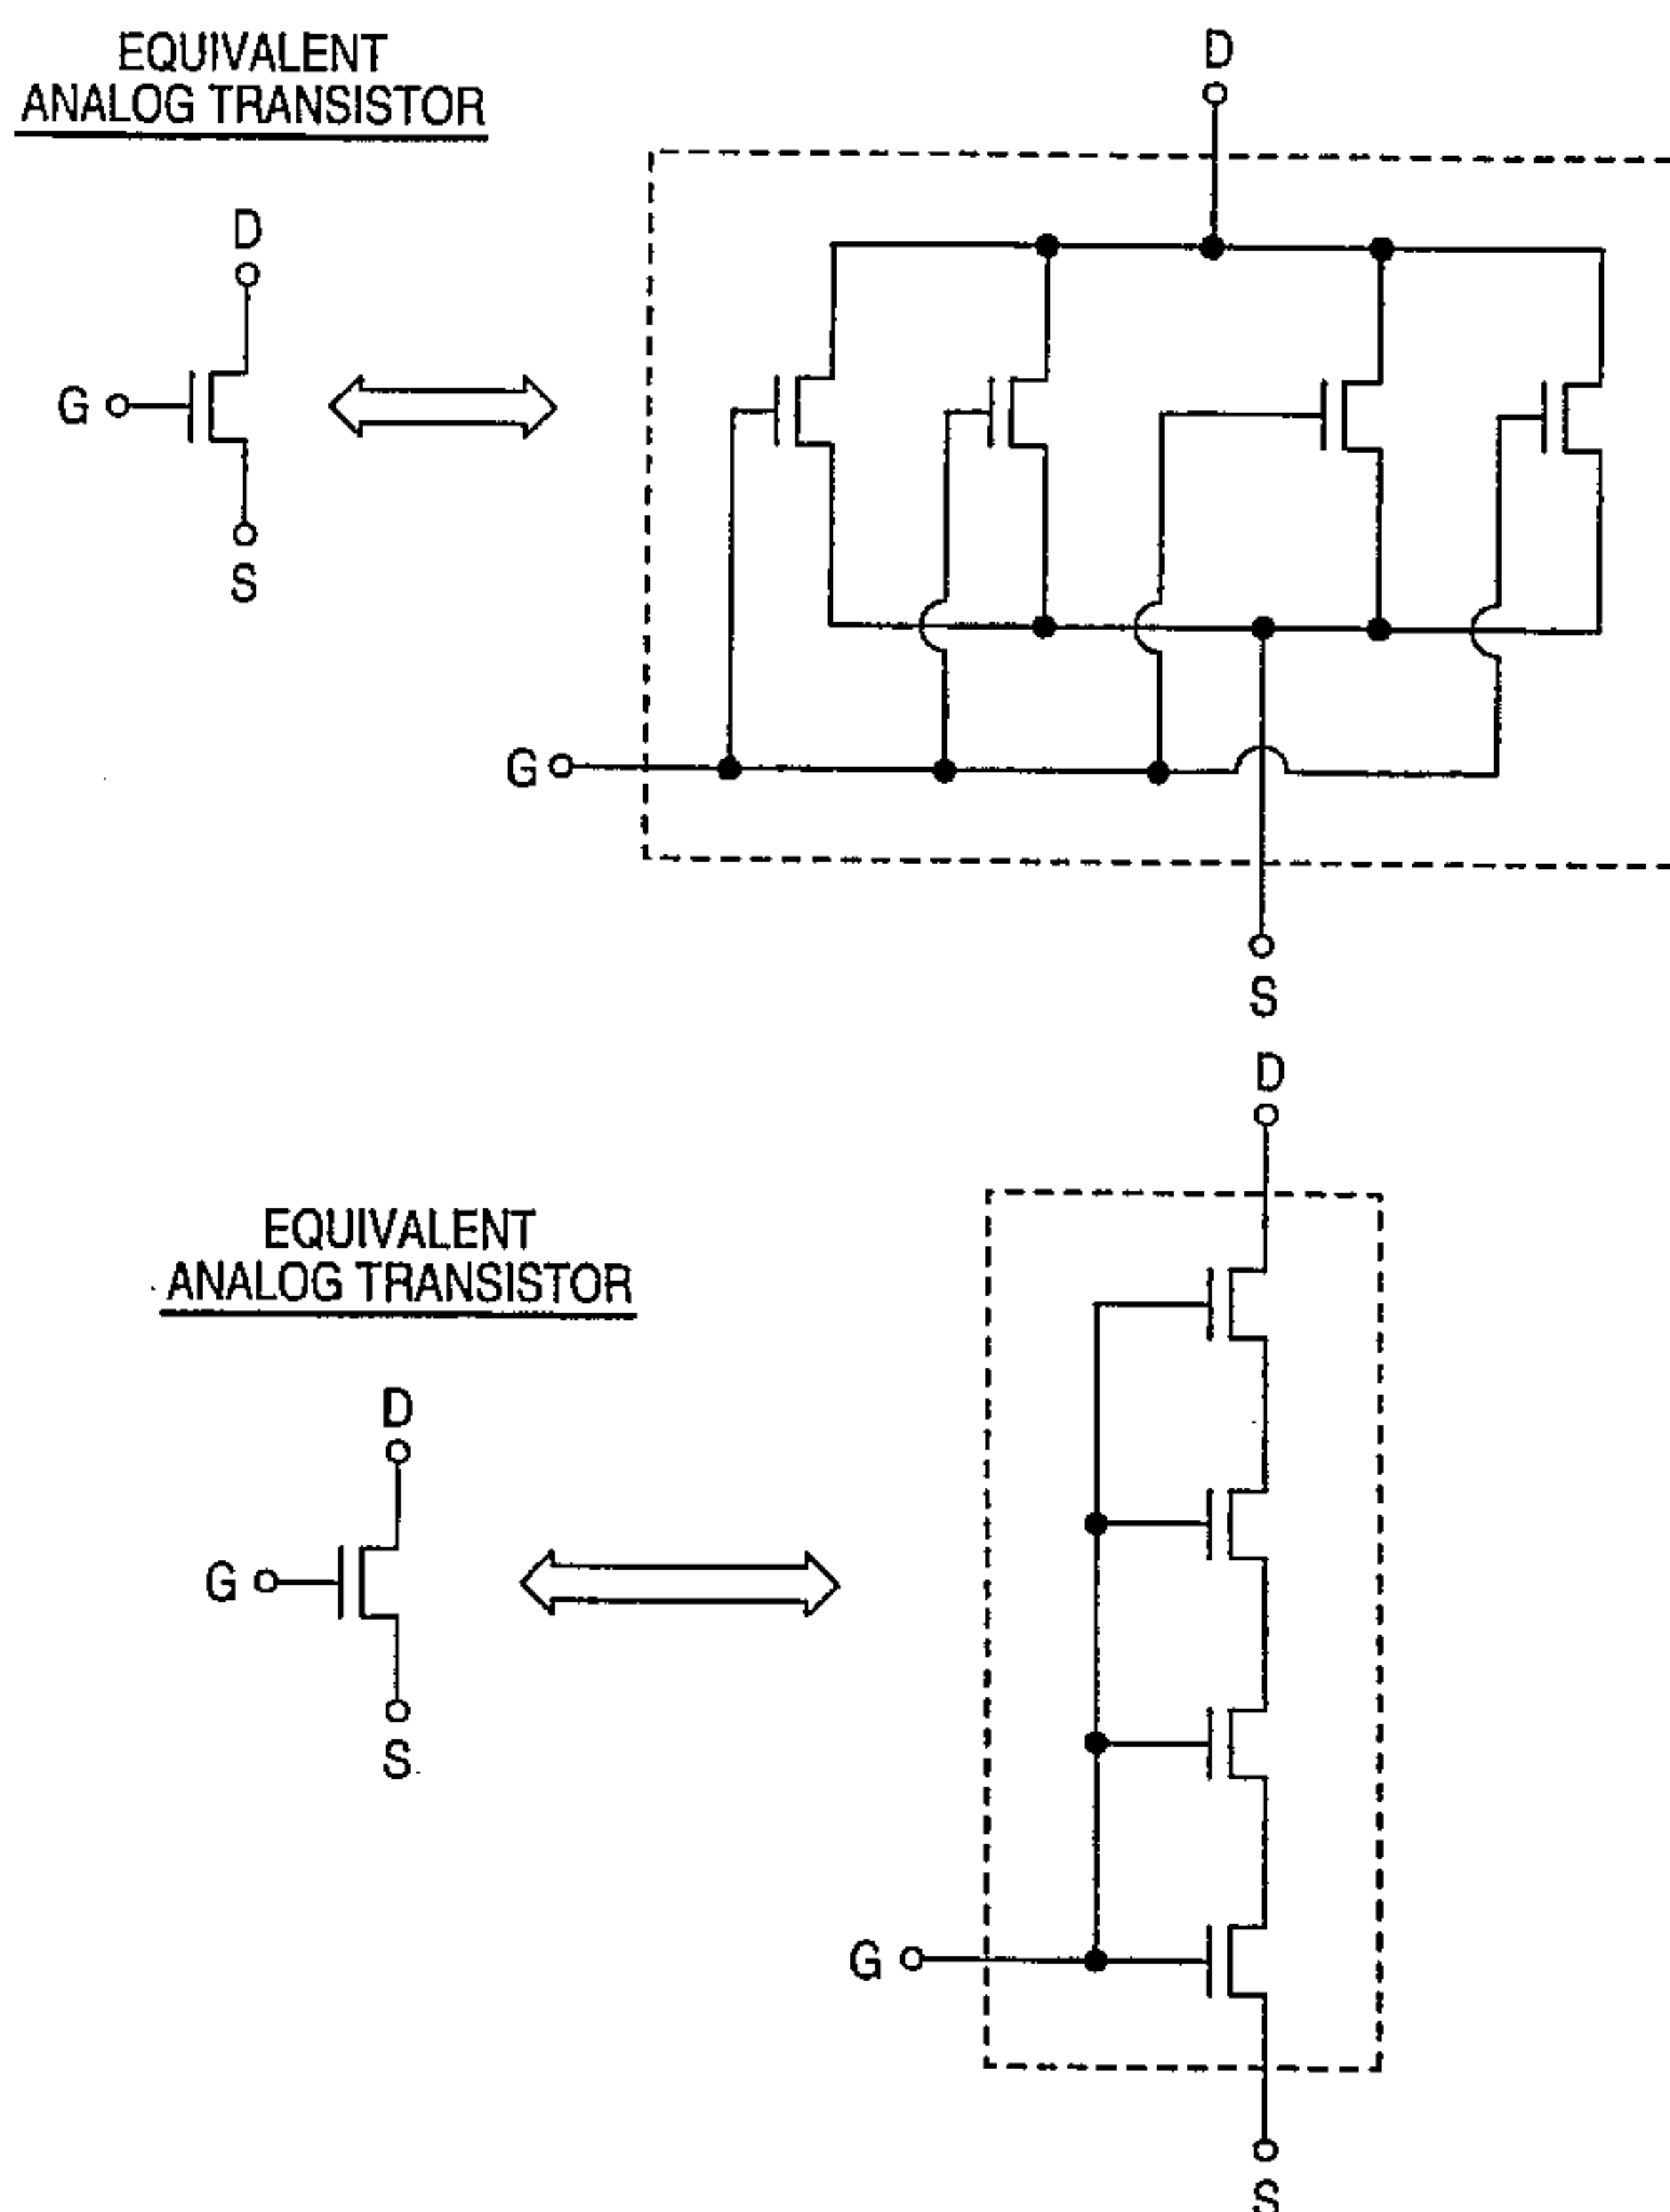 EQUIVALENT
ANALOG TRANSISTOR
D
G
S
D
G
S
EQUIVALENT
ANALOG TRANSISTOR
D
G
S
D
G
S